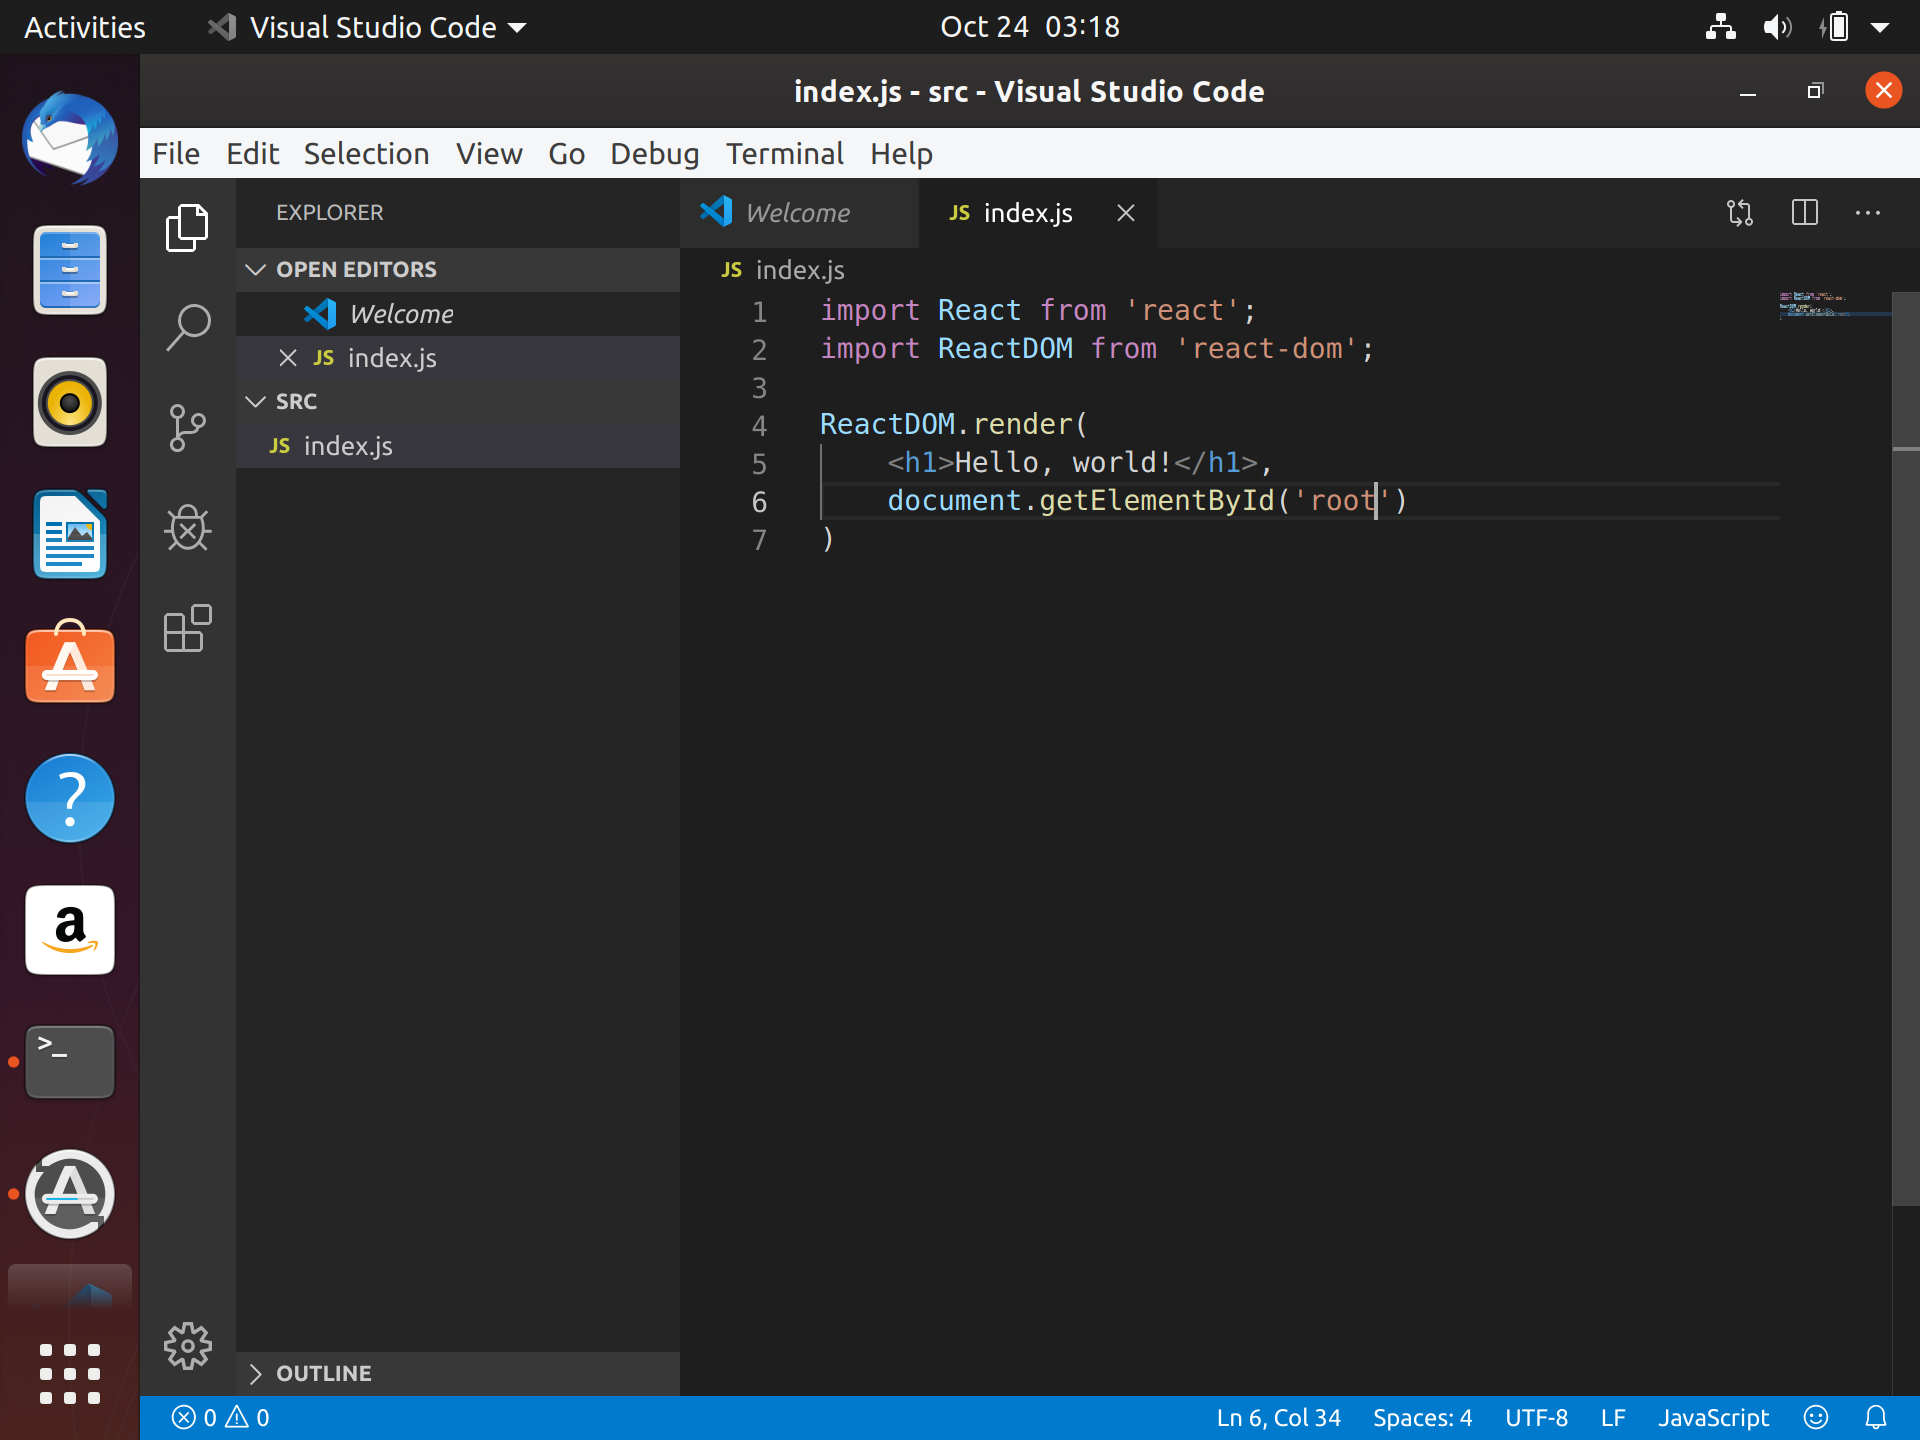 Activities
Visual Studio Code
Oct 24 03:18
index.js - src - Visual Studio Code
File Edit Selection View Go Debug Terminal Help
EXPLORER
OPEN EDITORS
Welcome
JS index.js
SRC
JS index.js
OUTLINE
Welcome
JS index.js
JS index.js
1 import React from 'react';
2 import ReactDOM from 'react-dom';
3
4 ReactDOM.render(
5     <h1>Hello, world!</h1>,
6     document.getElementById('root')
7 )
0 0
Ln 6, Col 34 Spaces: 4 UTF-8 LF JavaScript